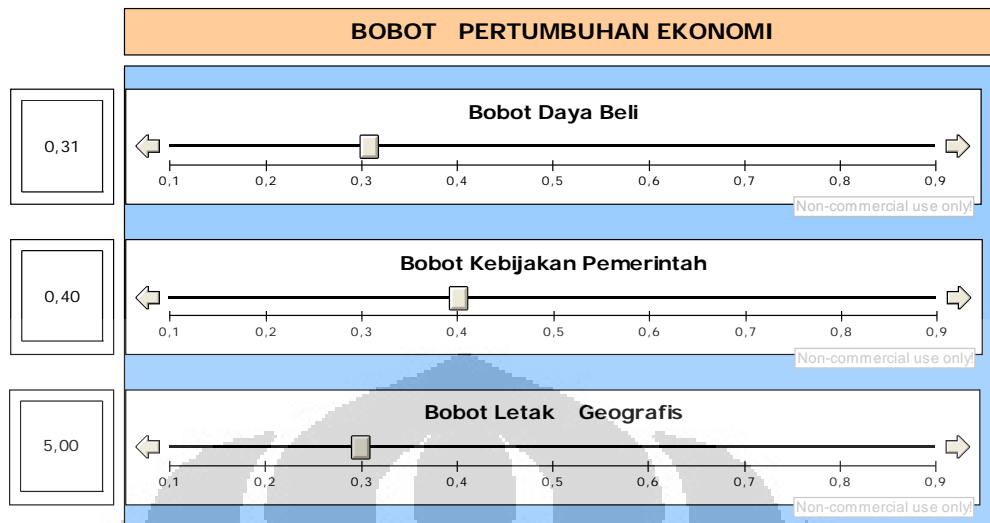 BOBOT PERTUMBUHAN EKONOMI
Bobot Daya Beli
0,31
0,1 0,2 0,3 0,4 0,5 0,6 0,7 0,8 0,9
Non-commercial use only!
Bobot Kebijakan Pemerintah
0,40
0,1 0,2 0,3 0,4 0,5 0,6 0,7 0,8 0,9
Non-commercial use only!
Bobot Letak Geografis
5,00
0,1 0,2 0,3 0,4 0,5 0,6 0,7 0,8 0,9
Non-commercial use only!